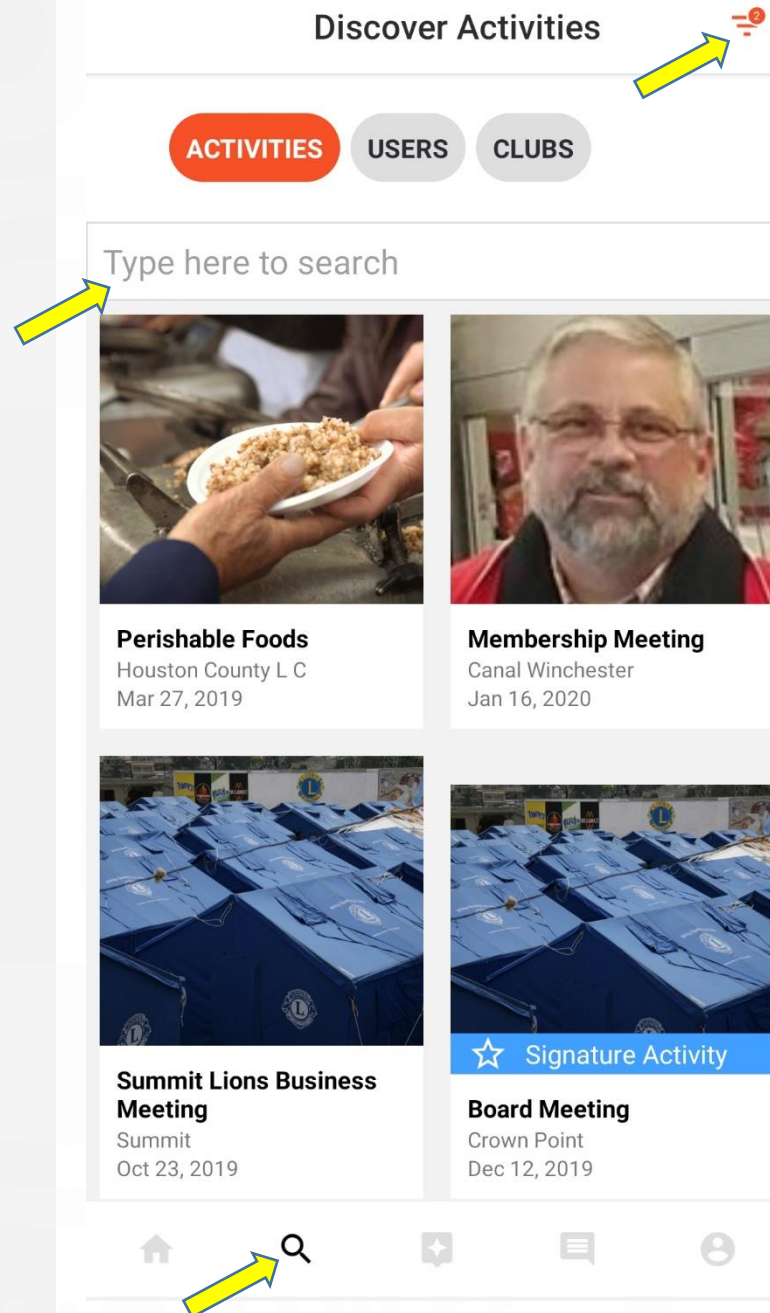 Discover Activities
2
ACTIVITIES USERS CLUBS
Type here to search
Perishable Foods
Houston County L C
Mar 27, 2019
Membership Meeting
Canal Winchester
Jan 16, 2020
L
Summit Lions Business
Meeting
Summit
Oct 23, 2019
Signature Activity
Board Meeting
Crown Point
Dec 12, 2019